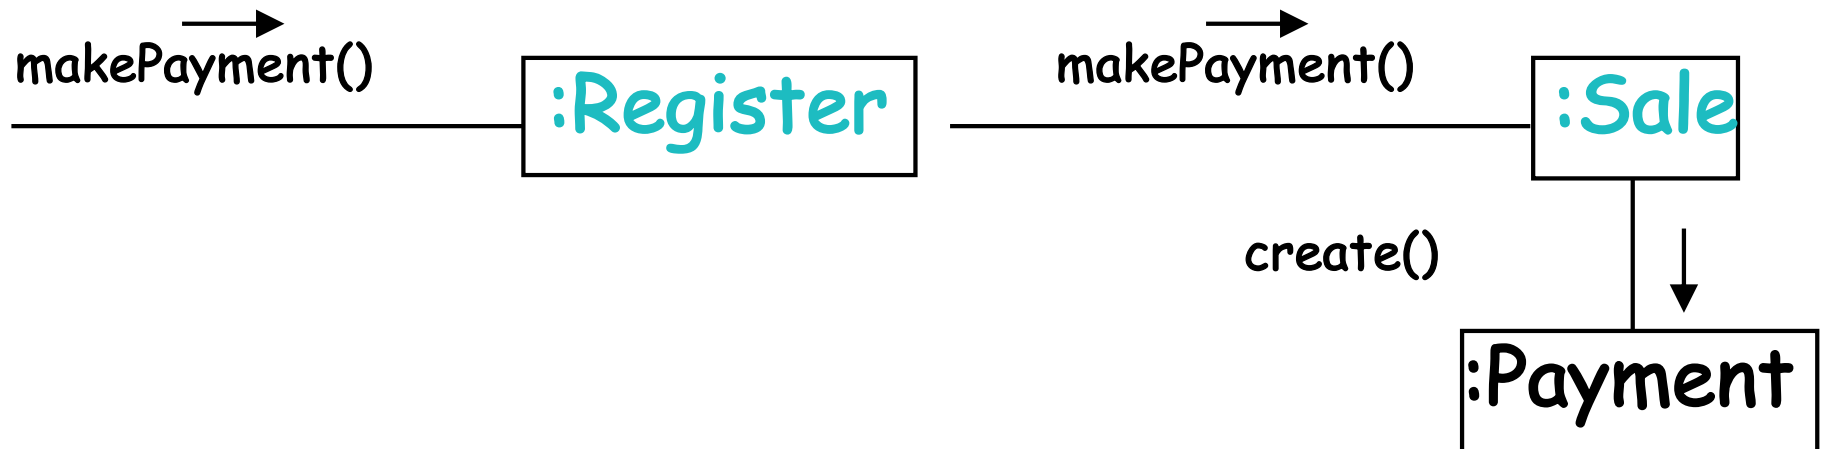 makePayment()
:Register
makePayment()
:Sale
create()
:Payment